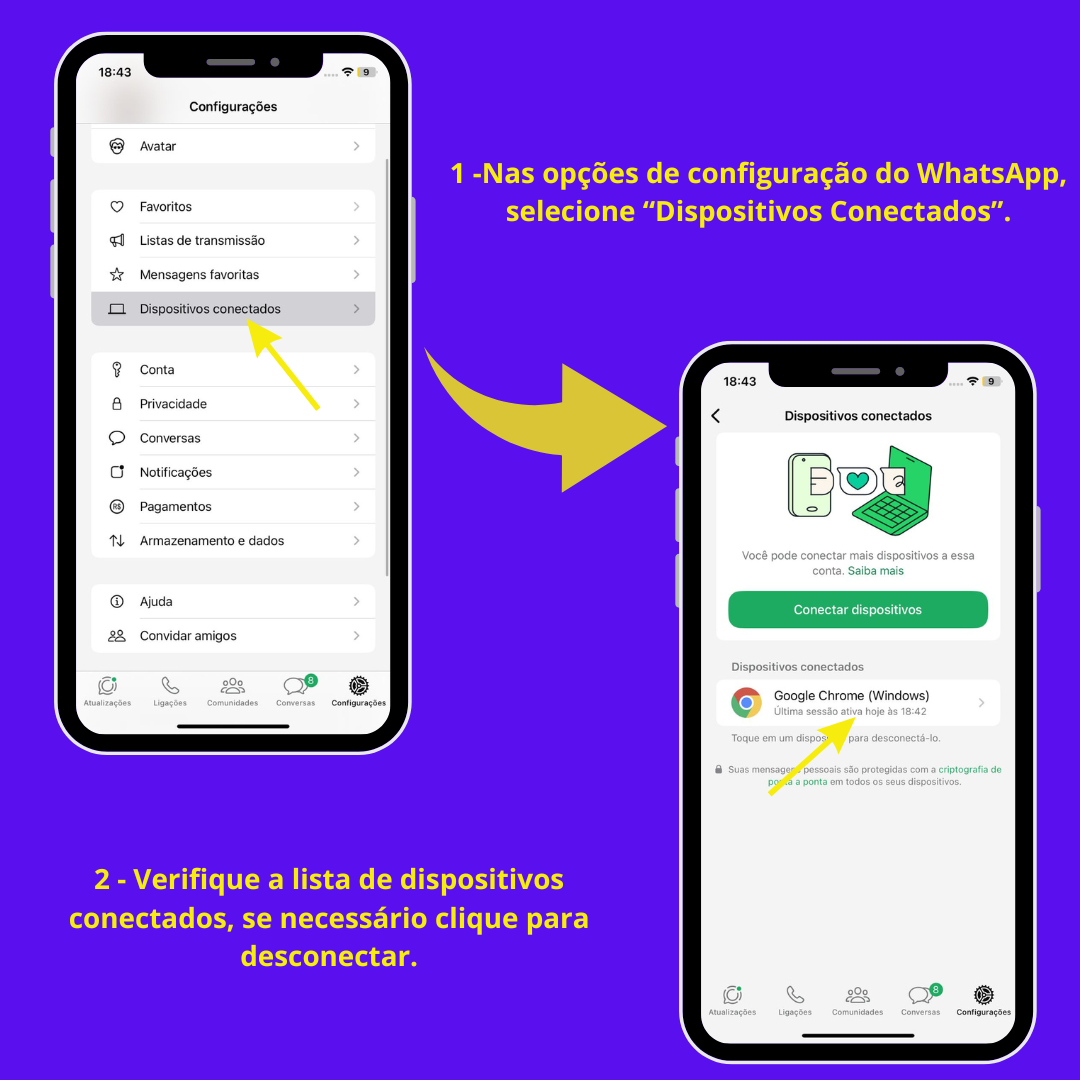 18:43
9
Configurações
Avatar
Favoritos
Listas de transmissão
Mensagens favoritas
Dispositivos conectados
Conta
Privacidade
Conversas
Notificações
R$
Pagamentos
Armazenamento e dados
Ajuda
Convidar amigos
8
Atualizações Ligações Comunidades Conversas Configurações
1 -Nas opções de configuração do WhatsApp,
selecione “Dispositivos Conectados”.
18:43
9
Dispositivos conectados
Você pode conectar mais dispositivos a essa
conta. Saiba mais
Conectar dispositivos
Dispositivos conectados
Google Chrome (Windows)
Última sessão ativa hoje às 18:42
Toque em um para desconectá-lo.
Suas pessoais são protegidas com a criptografia de
a ponta em todos os seus dispositivos.
8
Atualizações Ligações Comunidades Conversas Configurações
2 - Verifique a lista de dispositivos
conectados, se necessário clique para
desconectar.